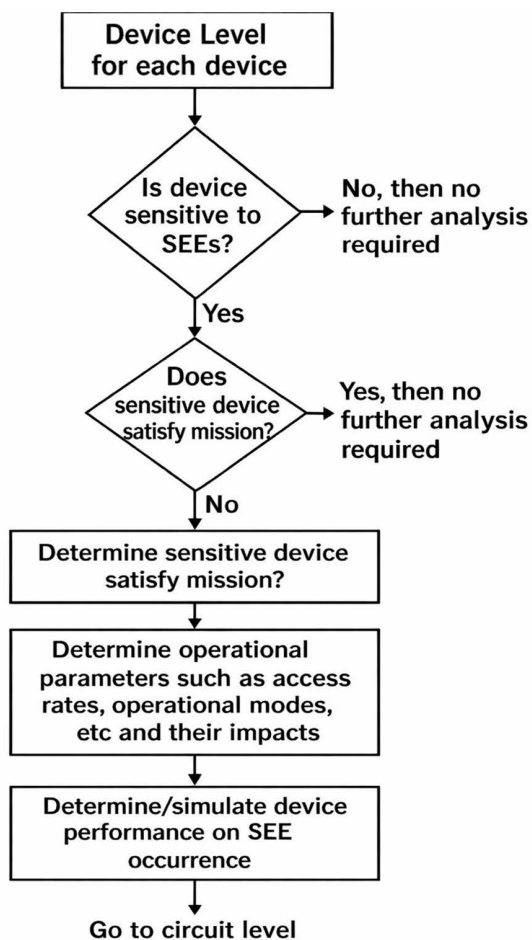 Device Level
for each device
Is device
sensitive to
SEEs?
No, then no
further analysis
required
Yes
Does
sensitive device
satisfy mission?
Yes, then no
further analysis
required
No
Determine sensitive device
satisfy mission?
Determine operational
parameters such as access
rates, operational modes,
etc and their impacts
Determine/simulate device
performance on SEE
occurrence
Go to circuit level